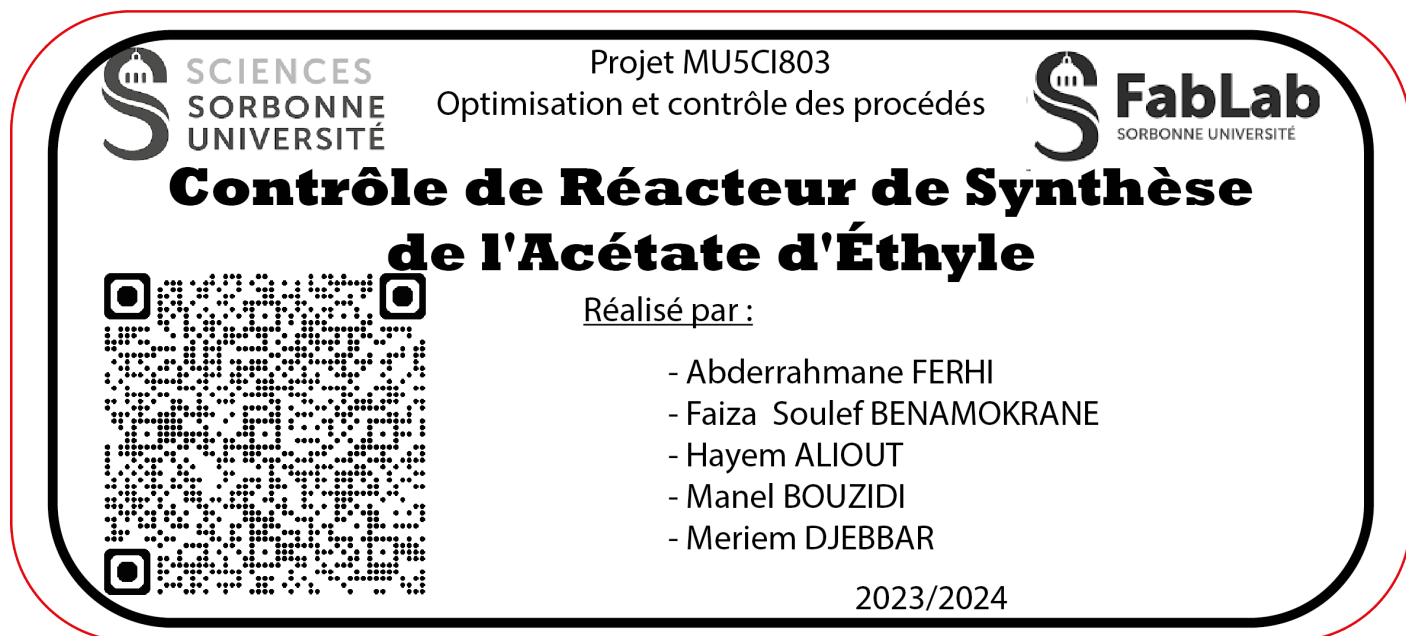 SCIENCES
SORBONNE
UNIVERSITÉ
Projet MU5CI803
Optimisation et contrôle des procédés
FabLab
SORBONNE UNIVERSITÉ
Contrôle de Réacteur de Synthèse
de l'Acétate d'Éthyle
Réalisé par :
- Abderrahmane FERHI
- Faiza  Soulef BENAMOKRANE
- Hayem ALIOUT
- Manel BOUZIDI
- Meriem DJEBBAR
2023/2024